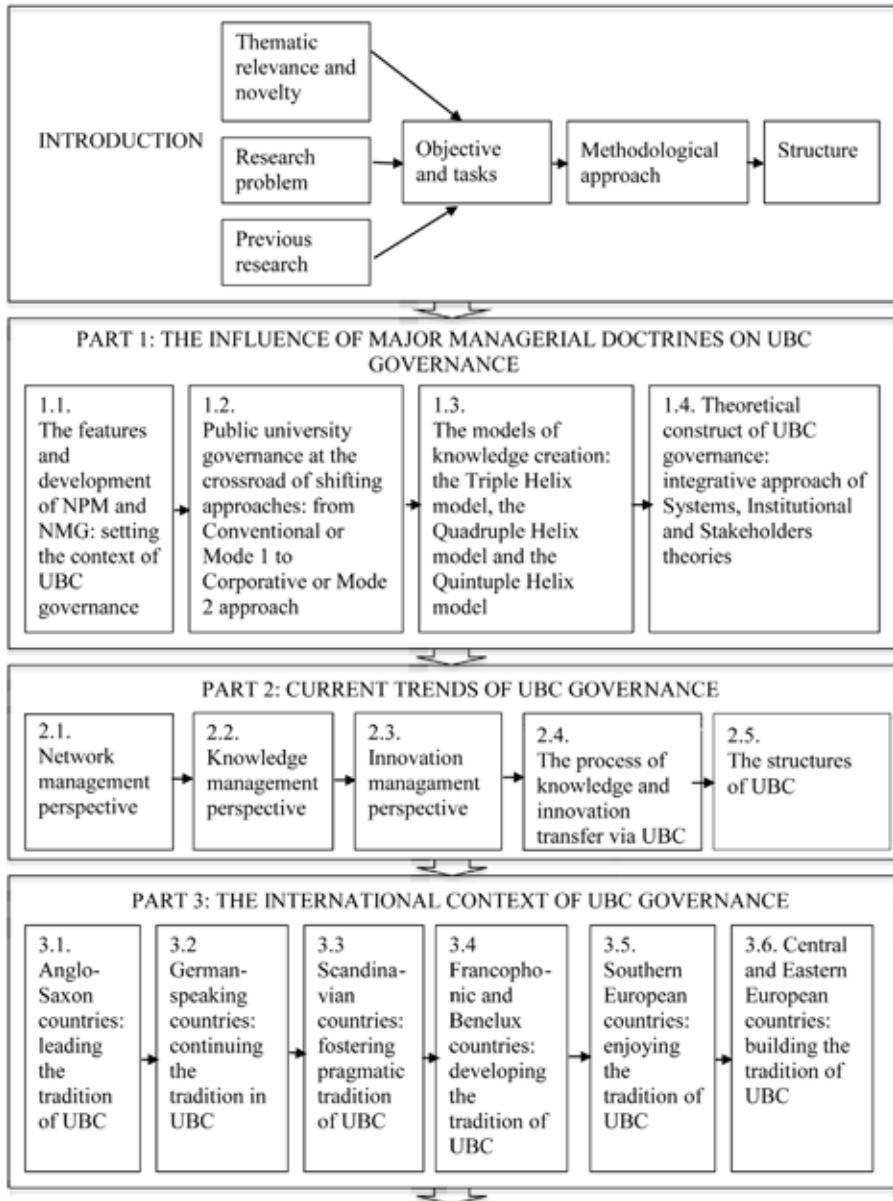 Thematic
relevance and
novelty
INTRODUCTION
Research
problem
Previous
research
Objective
and tasks
Methodological
approach
Structure
PART 1: THE INFLUENCE OF MAJOR MANAGERIAL DOCTRINES ON UBC
GOVERNANCE
1.1.
The features
and
development
of NPM and
NMG: setting
the context of
UBC
governance
1.2.
Public university
governance at the
crossroad of shifting
approaches: from
Conventional or
Mode 1 to
Corporative or Mode
2 approach
1.3.
The models of
knowledge creation:
the Triple Helix
model, the
Quadruple Helix
model and the
Quintuple Helix
model
1.4. Theoretical
construct of UBC
governance:
integrative approach of
Systems, Institutional
and Stakeholders
theories
PART 2: CURRENT TRENDS OF UBC GOVERNANCE
2.1.
Network
management
perspective
2.2.
Knowledge
management
perspective
2.3.
Innovation
managament
perspective
2.4.
The process of
knowledge and
innovation
transfer via UBC
2.5.
The structures
of UBC
PART 3: THE INTERNATIONAL CONTEXT OF UBC GOVERNANCE
3.1.
Anglo-
Saxon
countries:
leading
the
tradition
of UBC
3.2
German-
speaking
countries:
continuing
the
tradition in
UBC
3.3
Scandina-
vian
countries:
fostering
pragmatic
tradition
of UBC
3.4
Francopho-
nic and
Benelux
countries:
developing
the
tradition of
UBC
3.5.
Southern
European
countries:
enjoying
the
tradition of
UBC
3.6. Central
and Eastern
European
countries:
building the
tradition of
UBC